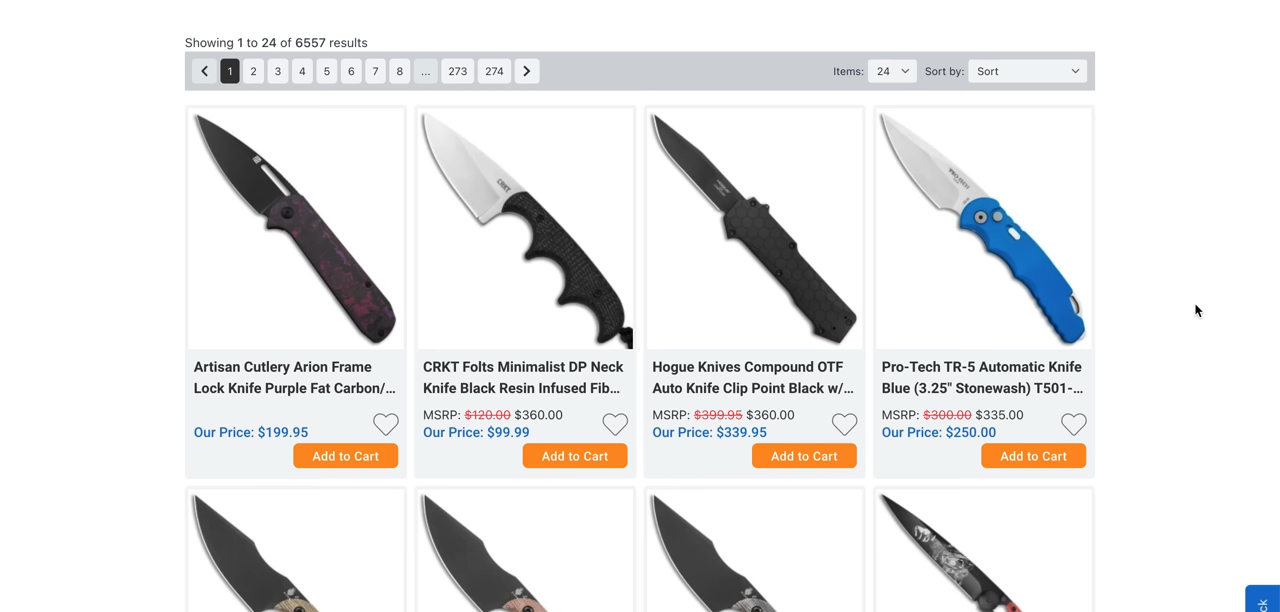 Showing 1 to 24 of 6557 results
1 2 3 4 5 6 7 8 ... 273 274 Items: 24 Sort by: Sort
CRKT
Artisan Cutlery Arion Frame
Lock Knife Purple Fat Carbon/...
Our Price: $199.95
Add to Cart
CRKT Folts Minimalist DP Neck
Knife Black Resin Infused Fib...
MSRP: $120.00 $360.00
Our Price: $99.99
Add to Cart
Hogue Knives Compound OTF
Auto Knife Clip Point Black w/...
MSRP: $399.95 $360.00
Our Price: $339.95
Add to Cart
Pro-Tech TR-5 Automatic Knife
Blue (3.25" Stonewash) T501-...
MSRP: $300.00 $335.00
Our Price: $250.00
Add to Cart